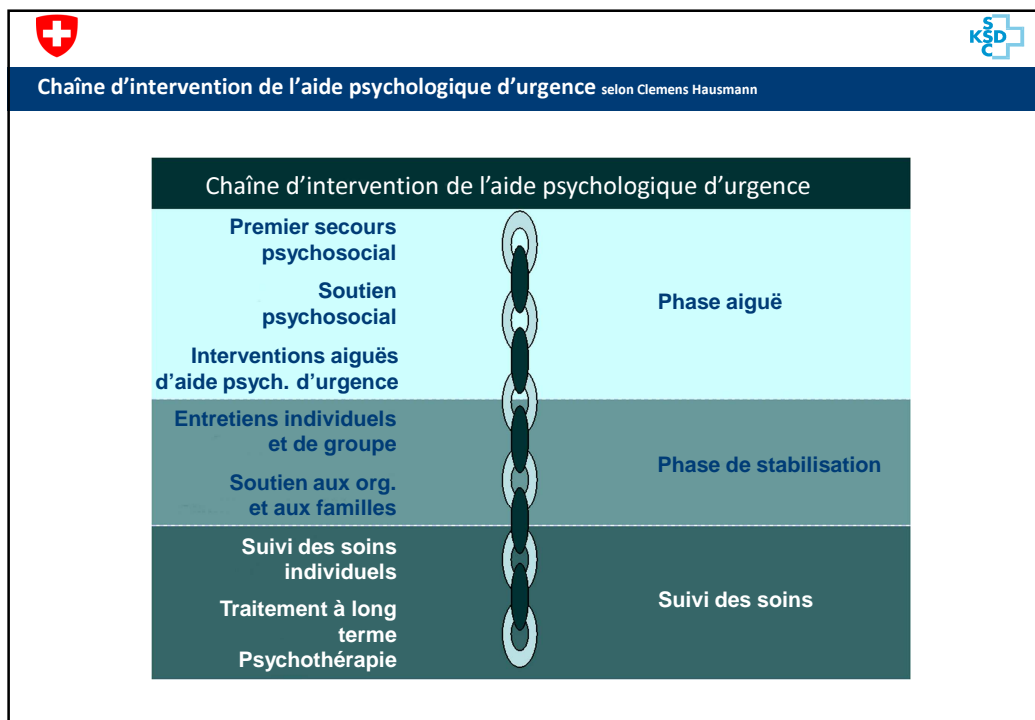 KSD
S
C
Chaîne d’intervention de l’aide psychologique d’urgence selon Clemens Hausmann
Chaîne d’intervention de l’aide psychologique d’urgence
Premier secours
psychosocial
Soutien
psychosocial
Phase aiguë
Interventions aiguës
d’aide psych. d’urgence
Entretiens individuels
et de groupe
Phase de stabilisation
Soutien aux org.
et aux familles
Suivi des soins
individuels
Suivi des soins
Traitement à long
terme
Psychothérapie